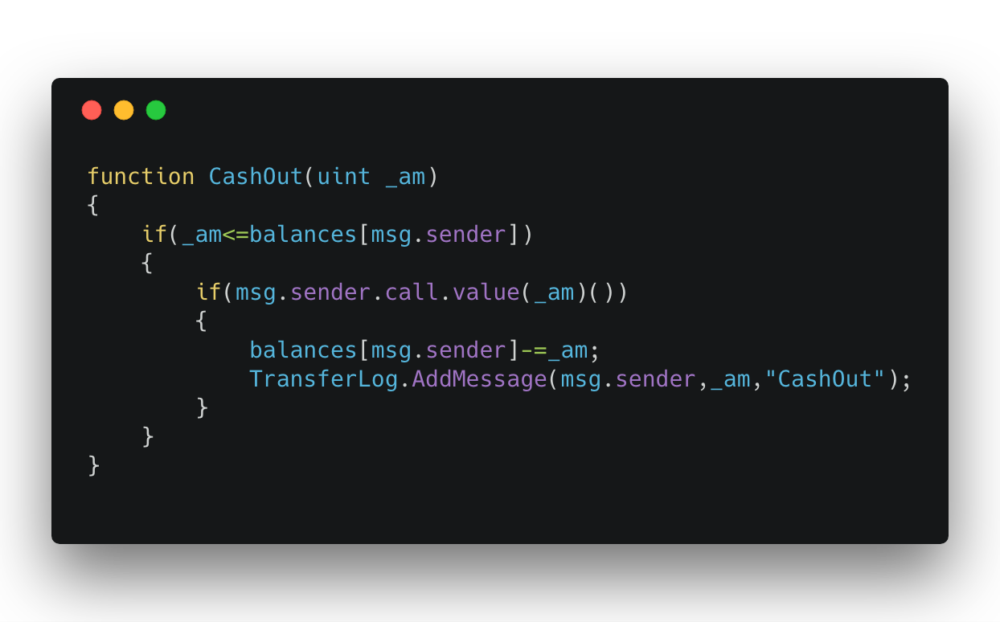 function CashOut(uint _am)
{
    if(_am<=balances[msg.sender])
    {
        if(msg.sender.call.value(_am)())
        {
            balances[msg.sender]-=_am;
            TransferLog.AddMessage(msg.sender,_am,"CashOut");
        }
    }
}